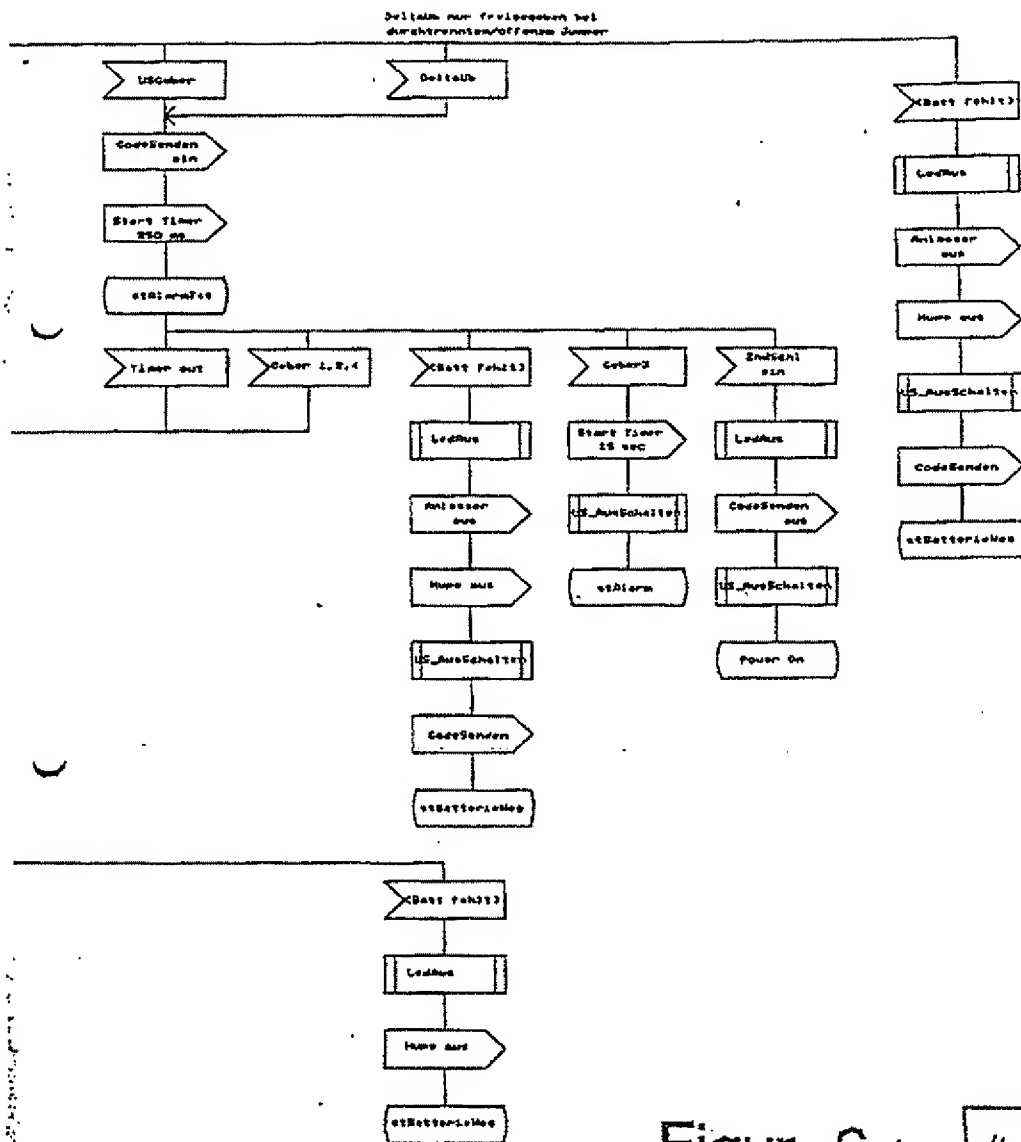 DeltaUb nur freigegeben bei
durchtrenntem/offenem Jumper
USGeber
DeltaUb
<Batt fehlt>
CodeSenden
ein
LedAus
Start Timer
250 ms
Anlasser
aus
stAlarmTot
Hupe aus
Timer out
Geber 1,2,4
<Batt fehlt>
Geber3
ZndSchl
ein
US_AusSchalten
LedAus
Start Timer
25 sec
LedAus
CodeSenden
Anlasser
aus
US_AusSchalten
CodeSenden
aus
stBatterieWeg
Hupe aus
stAlarm
US_AusSchalten
US_AusSchalten
Power On
CodeSenden
stBatterieWeg
<Batt fehlt>
LedAus
Hupe aus
stBatterieWeg